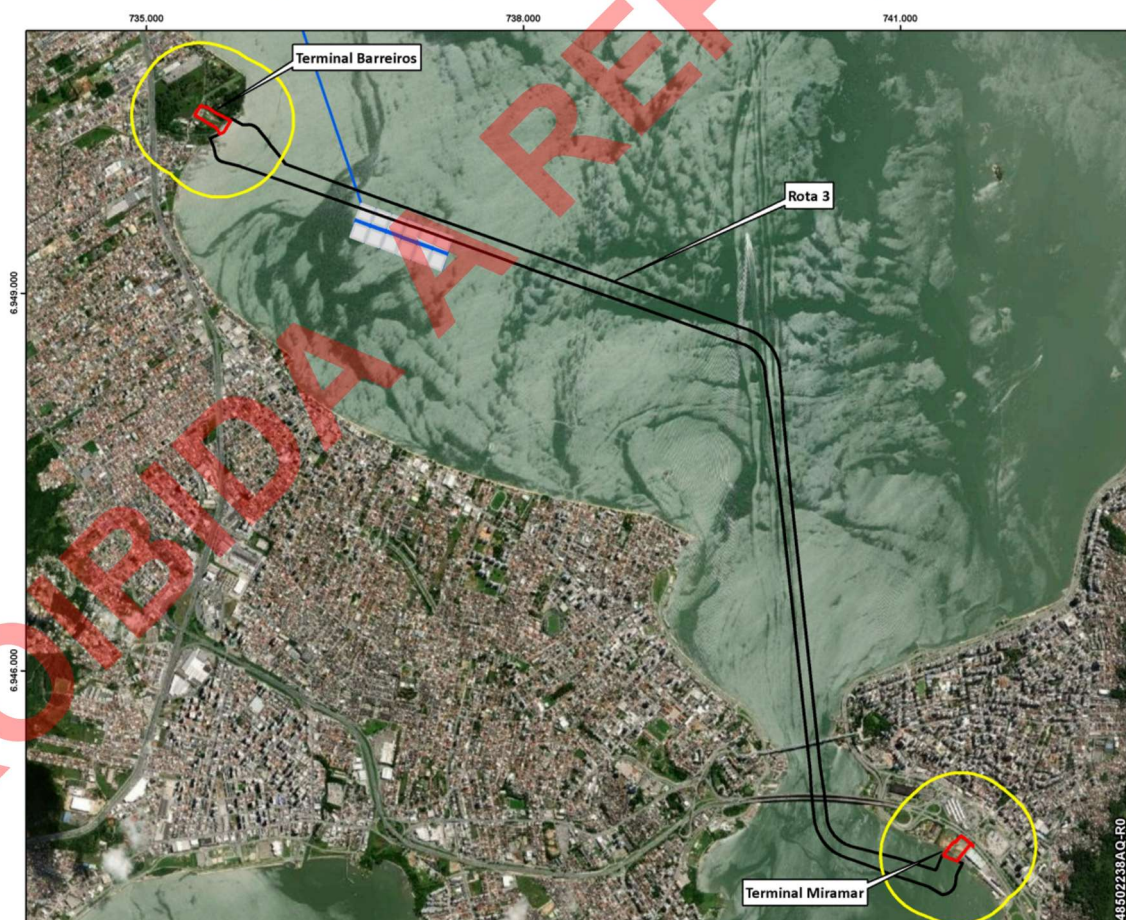 735.000
738.000
741.000
Terminal Barreiros
Rota 3
6.949.000
6.946.000
Terminal Miramar
48502238AQ-R0
OIBIDA A REP